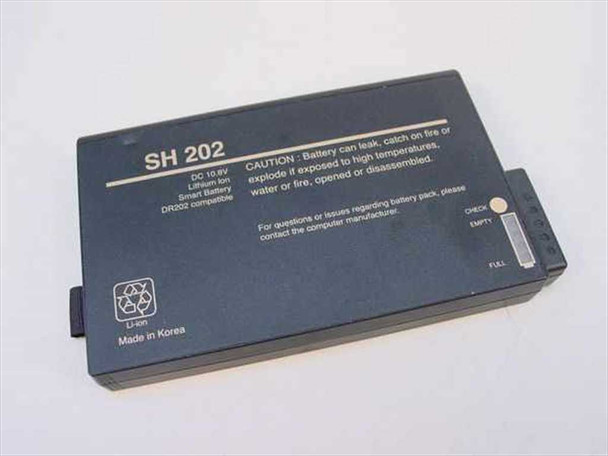 SH 202
DC 10.8V
Lithium Ion
Smart Battery
DR202 compatible
CAUTION : Battery can leak, catch on fire or
explode if exposed to high temperatures,
water or fire, opened or disassembled.
For questions or issues regarding battery pack, please
contact the computer manufacturer.
CHECK
EMPTY
FULL
Li-ion
Made in Korea